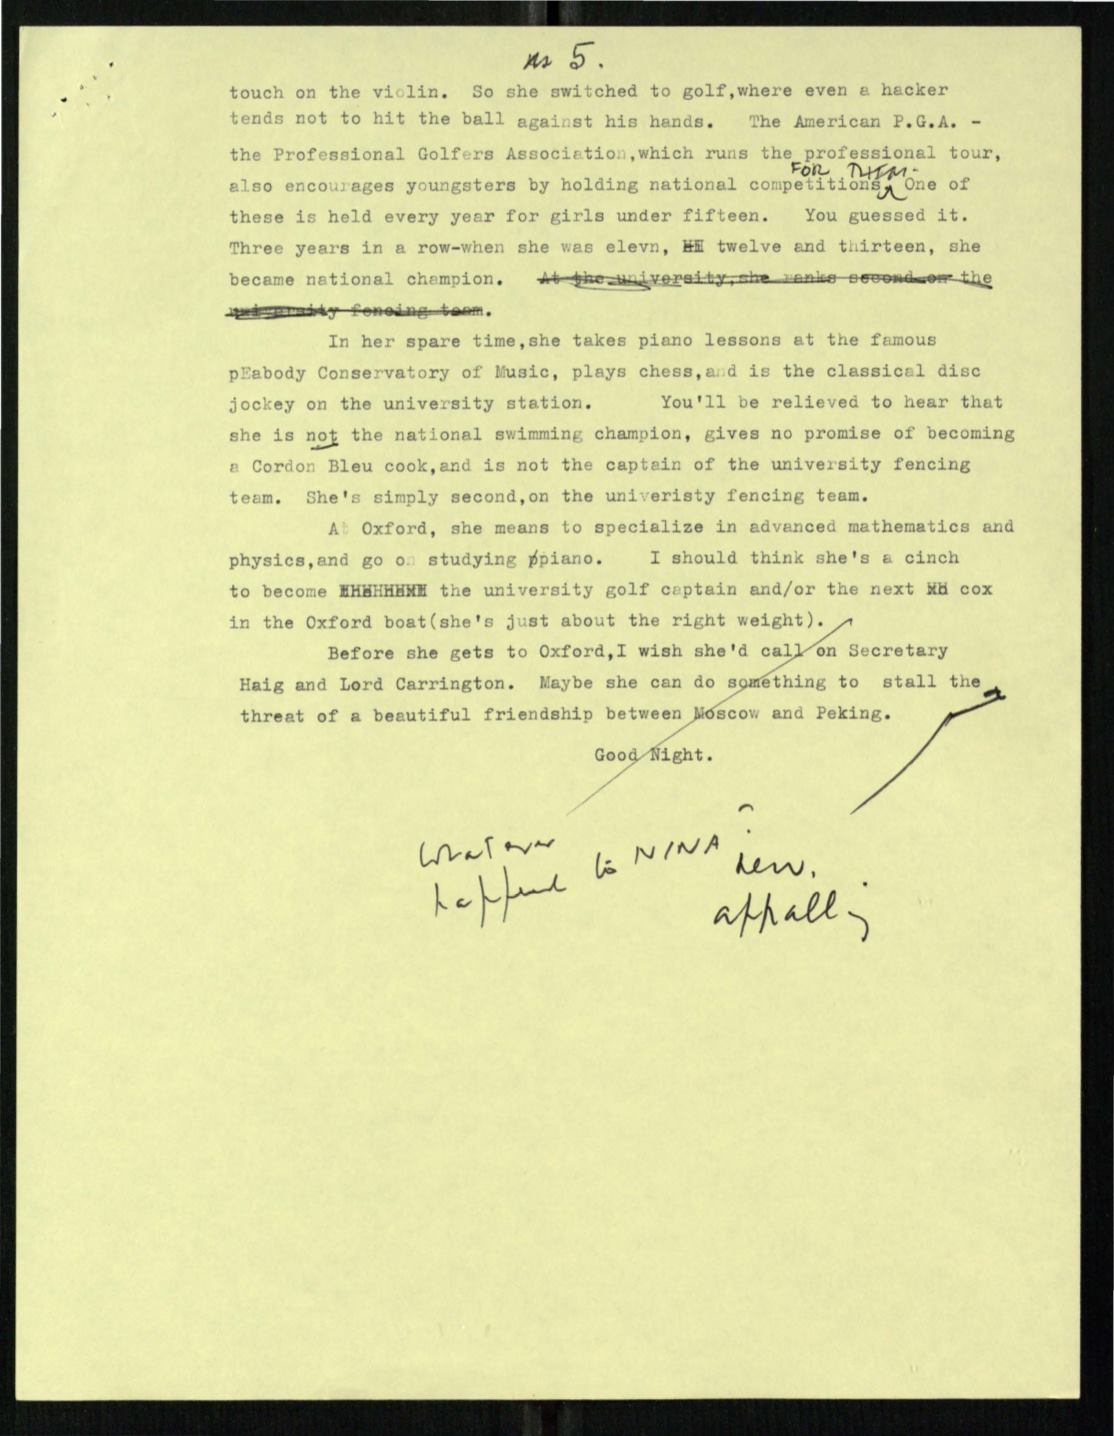 5.
touch on the violin.  So she switched to golf,where even a hacker
tends not to hit the ball against his hands.   The American P.G.A. -
the Professional Golfers Association,which runs the professional tour,
FOR THEM.
also encourages youngsters by holding national competitions. One of
these is held every year for girls under fifteen.   You guessed it.
Three years in a row-when she was elevn, twelve and thirteen, she
became national champion.   At the university,she ranks second on the
university fencing team.
In her spare time,she takes piano lessons at the famous
pEabody Conservatory of Music, plays chess,and is the classical disc
jockey on the university station.      You'll be relieved to hear that
she is not the national swimming champion, gives no promise of becoming
a Cordon Bleu cook,and is not the captain of the university fencing
team.  She's simply second,on the univeristy fencing team.
At Oxford, she means to specialize in advanced mathematics and
physics,and go on studying piano.    I should think she's a cinch
to become the university golf captain and/or the next cox
in the Oxford boat(she's just about the right weight).
Before she gets to Oxford,I wish she'd call on Secretary
Haig and Lord Carrington.  Maybe she can do something to  stall the
threat of a beautiful friendship between Moscow and Peking.
Good Night.
Whatever
happened to NINA
appalling